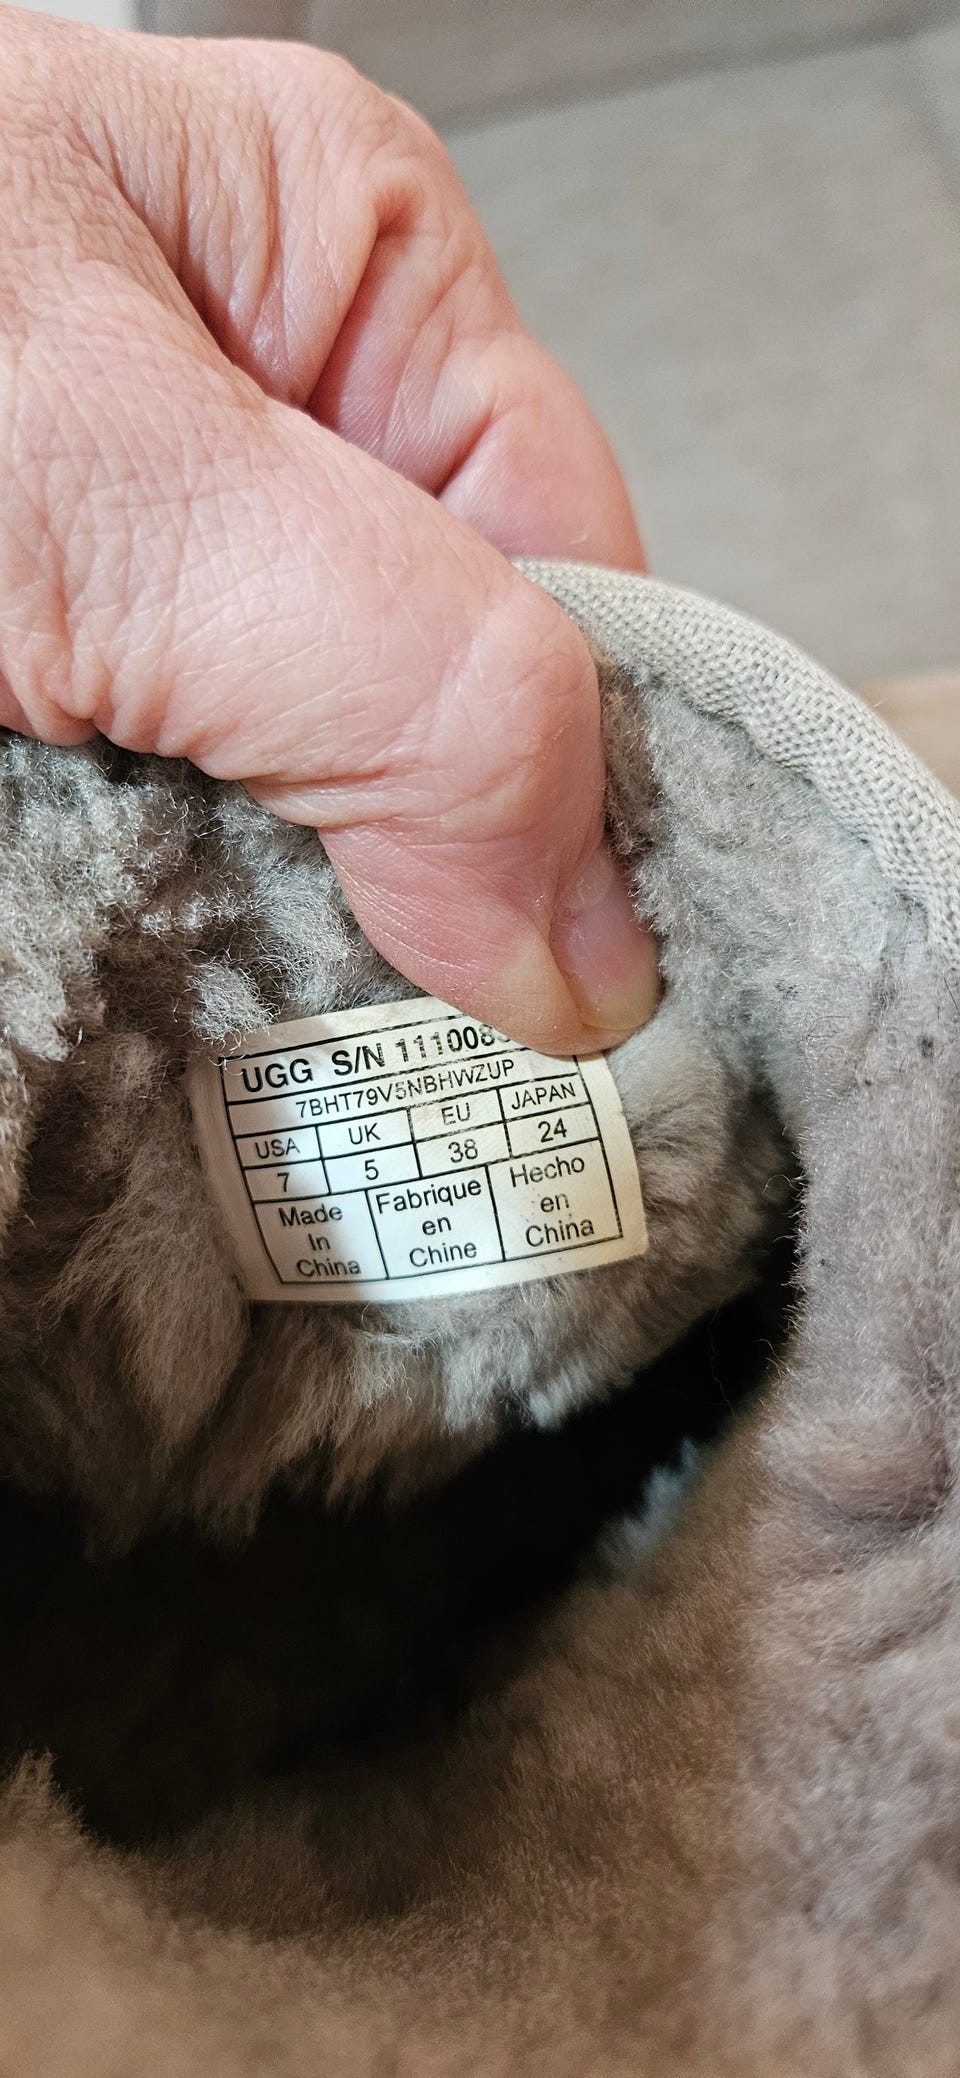 UGG S/N 111008
7BHT79V5NBHWZUP
USA UK EU JAPAN
7 5 38 24
Made Fabrique Hecho
In en en
China Chine China